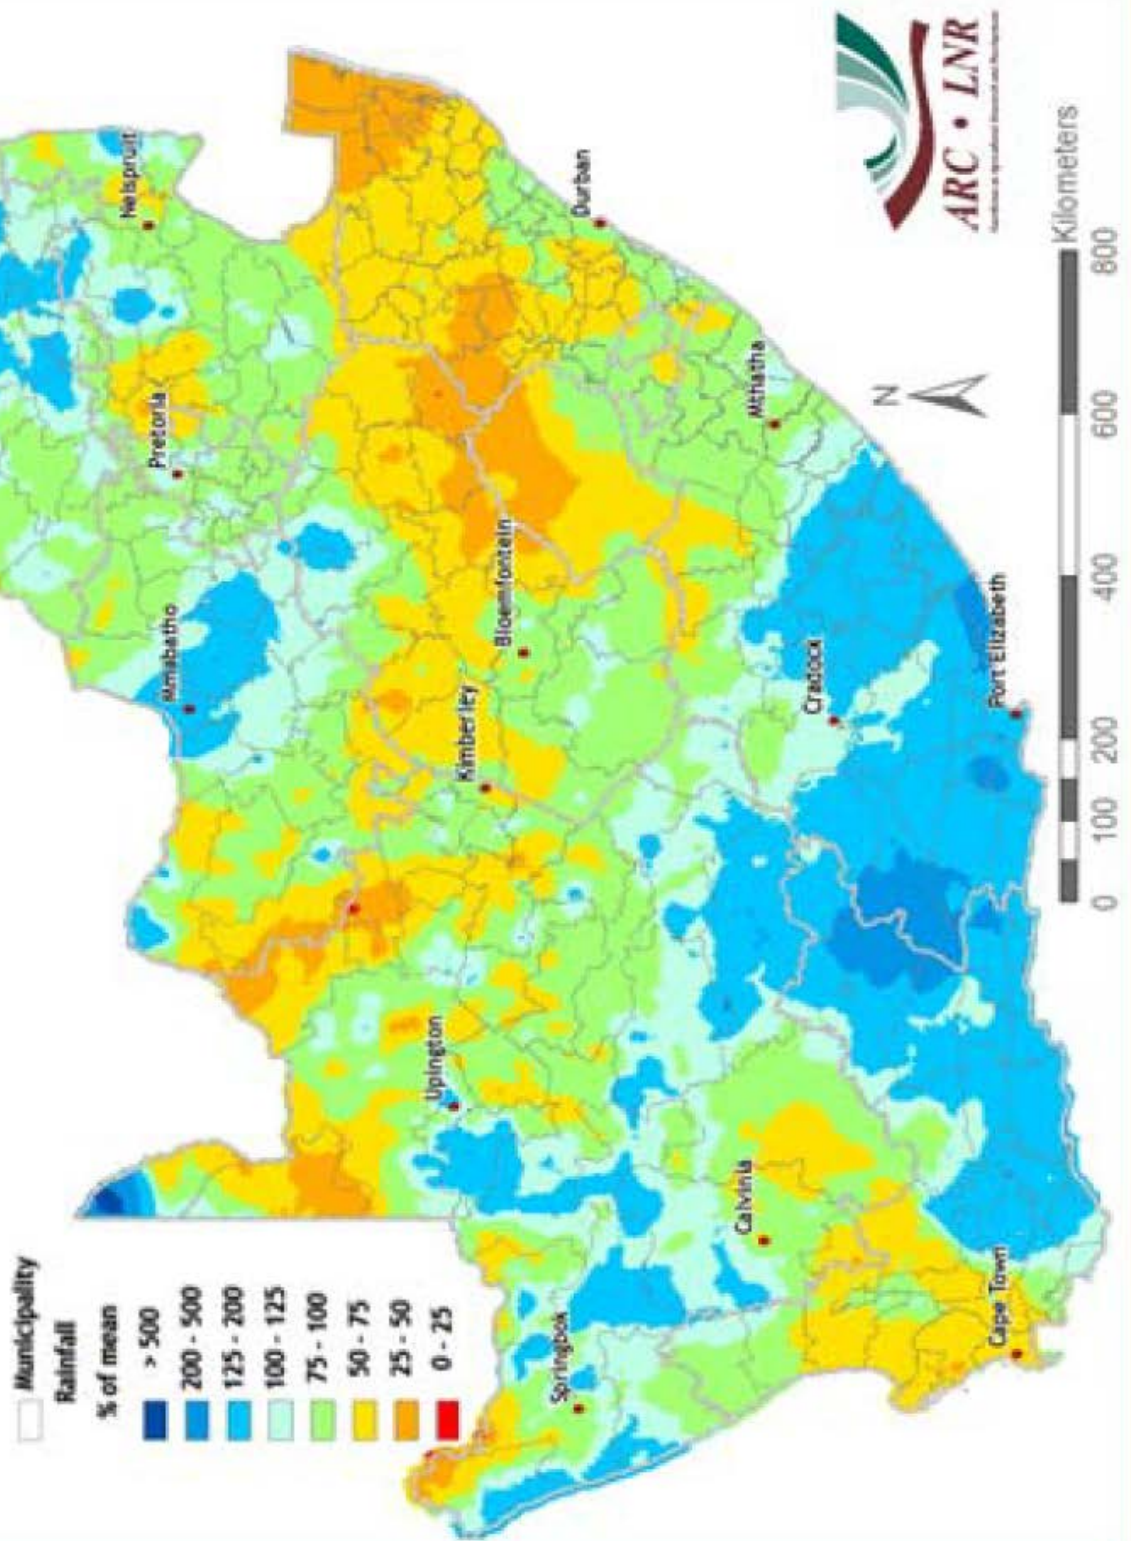 Municipality
Rainfall
% of mean
> 500
200 - 500
125 - 200
100 - 125
75 - 100
50 - 75
25 - 50
0 - 25
Nelspruit
Pretoria
Mmabatho
Durban
Bloemfontein
Kimberley
Upington
Mthatha
Springbok
Cradock
Calvinia
Port Elizabeth
Cape Town
N
ARC • LNR
0 100 200 400 600 800
Kilometers